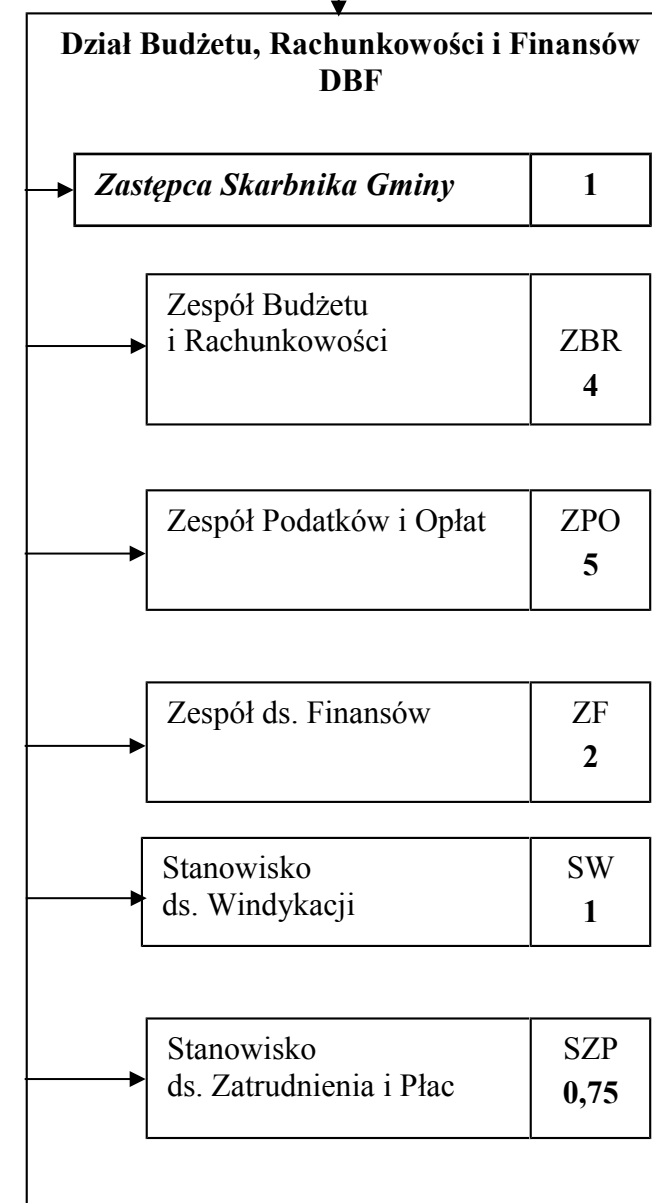 Dział Budżetu, Rachunkowości i Finansów
DBF
Zastępca Skarbnika Gminy 1
Zespół Budżetu
i Rachunkowości ZBR
4
Zespół Podatków i Opłat ZPO
5
Zespół ds. Finansów ZF
2
Stanowisko SW
ds. Windykacji 1
Stanowisko SZP
ds. Zatrudnienia i Płac 0,75